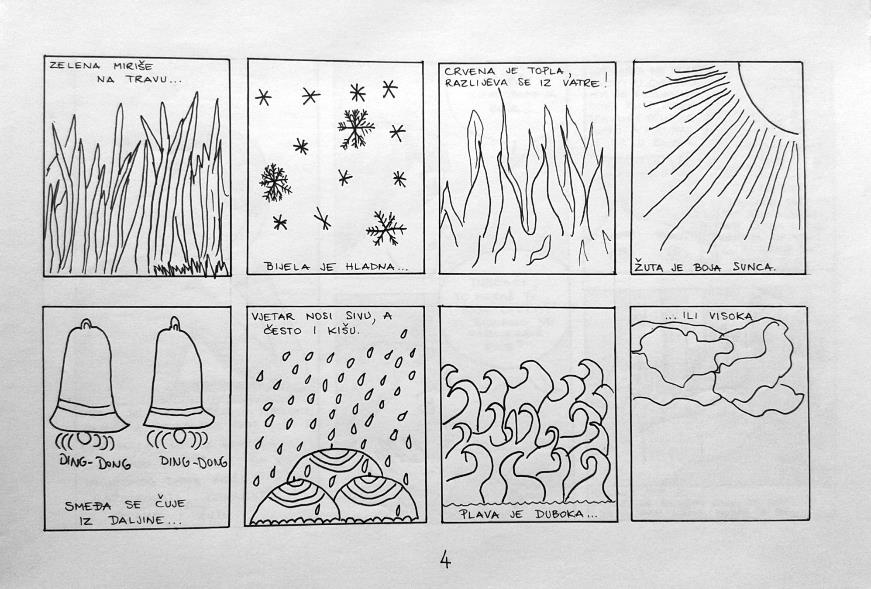 ZELENA MIRIŠE
NA TRAVU...
BIJELA JE HLADNA...
CRVENA JE TOPLA,
RAZLIJEVA SE IZ VATRE!
ŽUTA JE BOJA SUNCA.
DING-DONG DING-DONG
SMEĐA SE ČUJE
IZ DALJINE...
VJETAR NOSI SIVU, A
ČESTO I KIŠU.
PLAVA JE DUBOKA...
...ILI VISOKA
4